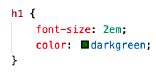 h1 {
    font-size: 2em;
    color: darkgreen;
}